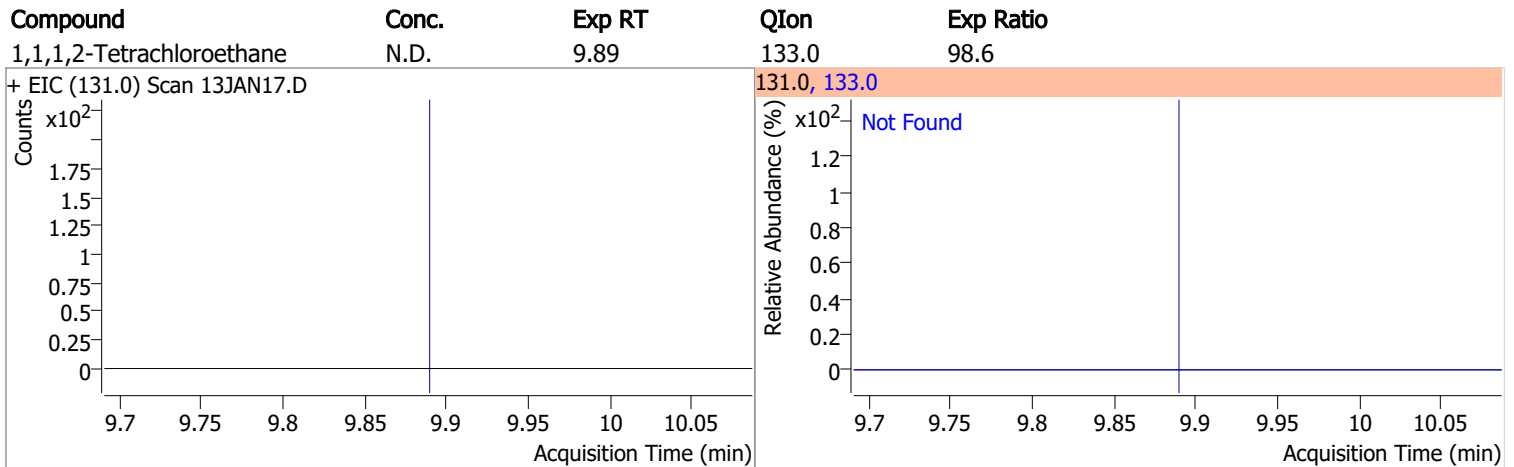 Compound Conc. Exp RT QIon Exp Ratio
1,1,1,2-Tetrachloroethane N.D. 9.89 133.0 98.6
+ EIC (131.0) Scan 13JAN17.D
Counts
x10²
1.75
1.5
1.25
1
0.75
0.5
0.25
0
9.7 9.75 9.8 9.85 9.9 9.95 10 10.05
Acquisition Time (min)
131.0, 133.0
Relative Abundance (%)
x10²
Not Found
1.2
1
0.8
0.6
0.4
0.2
0
9.7 9.75 9.8 9.85 9.9 9.95 10 10.05
Acquisition Time (min)